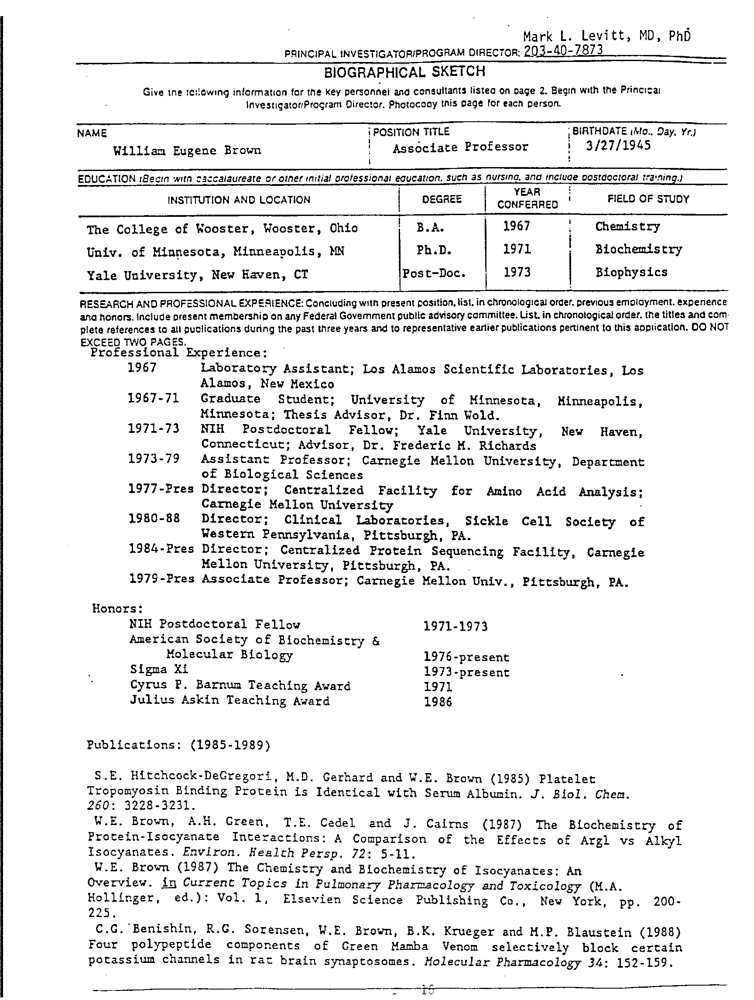 Mark L. Levitt, MD, PhD
PRINCIPAL INVESTIGATOR/PROGRAM DIRECTOR: 203-40-7873
BIOGRAPHICAL SKETCH
Give the following information for the key personnel and consultants listed on page 2. Begin with the Principal
Investigator/Program Director. Photocopy this page for each person.
NAME POSITION TITLE BIRTHDATE (Mo., Day, Yr.)
William Eugene Brown Associate Professor 3/27/1945
EDUCATION (Begin with baccalaureate or other initial professional education, such as nursing, and include postdoctoral training.)
INSTITUTION AND LOCATION DEGREE YEAR CONFERRED FIELD OF STUDY
The College of Wooster, Wooster, Ohio B.A. 1967 Chemistry
Univ. of Minnesota, Minneapolis, MN Ph.D. 1971 Biochemistry
Yale University, New Haven, CT Post-Doc. 1973 Biophysics
RESEARCH AND PROFESSIONAL EXPERIENCE: Concluding with present position, list, in chronological order, previous employment, experience
and honors. Include present membership on any Federal Government public advisory committee. List, in chronological order, the titles and com
plete references to all publications during the past three years and to representative earlier publications pertinent to this application. DO NOT
EXCEED TWO PAGES.
Professional Experience:
1967 Laboratory Assistant; Los Alamos Scientific Laboratories, Los
Alamos, New Mexico
1967-71 Graduate Student; University of Minnesota, Minneapolis,
Minnesota; Thesis Advisor, Dr. Finn Wold.
1971-73 NIH Postdoctoral Fellow; Yale University, New Haven,
Connecticut; Advisor, Dr. Frederic M. Richards
1973-79 Assistant Professor; Carnegie Mellon University, Department
of Biological Sciences
1977-Pres Director; Centralized Facility for Amino Acid Analysis;
Carnegie Mellon University
1980-88 Director; Clinical Laboratories, Sickle Cell Society of
Western Pennsylvania, Pittsburgh, PA.
1984-Pres Director; Centralized Protein Sequencing Facility, Carnegie
Mellon University, Pittsburgh, PA.
1979-Pres Associate Professor; Carnegie Mellon Univ., Pittsburgh, PA.
Honors:
NIH Postdoctoral Fellow 1971-1973
American Society of Biochemistry &
Molecular Biology 1976-present
Sigma Xi 1973-present
Cyrus P. Barnum Teaching Award 1971
Julius Askin Teaching Award 1986
Publications: (1985-1989)
S.E. Hitchcock-DeGregori, M.D. Gerhard and W.E. Brown (1985) Platelet
Tropomyosin Binding Protein is Identical with Serum Albumin. J. Biol. Chem.
260: 3228-3231.
W.E. Brown, A.H. Green, T.E. Cedel and J. Cairns (1987) The Biochemistry of
Protein-Isocyanate Interactions: A Comparison of the Effects of Argl vs Alkyl
Isocyanates. Environ. Health Persp. 72: 5-11.
W.E. Brown (1987) The Chemistry and Biochemistry of Isocyanates: An
Overview. in Current Topics in Pulmonary Pharmacology and Toxicology (M.A.
Hollinger, ed.): Vol. 1, Elsevien Science Publishing Co., New York, pp. 200-
225.
C.G. Benishin, R.G. Sorensen, W.E. Brown, B.K. Krueger and M.P. Blaustein (1988)
Four polypeptide components of Green Mamba Venom selectively block certain
potassium channels in rat brain synaptosomes. Molecular Pharmacology 34: 152-159.
16